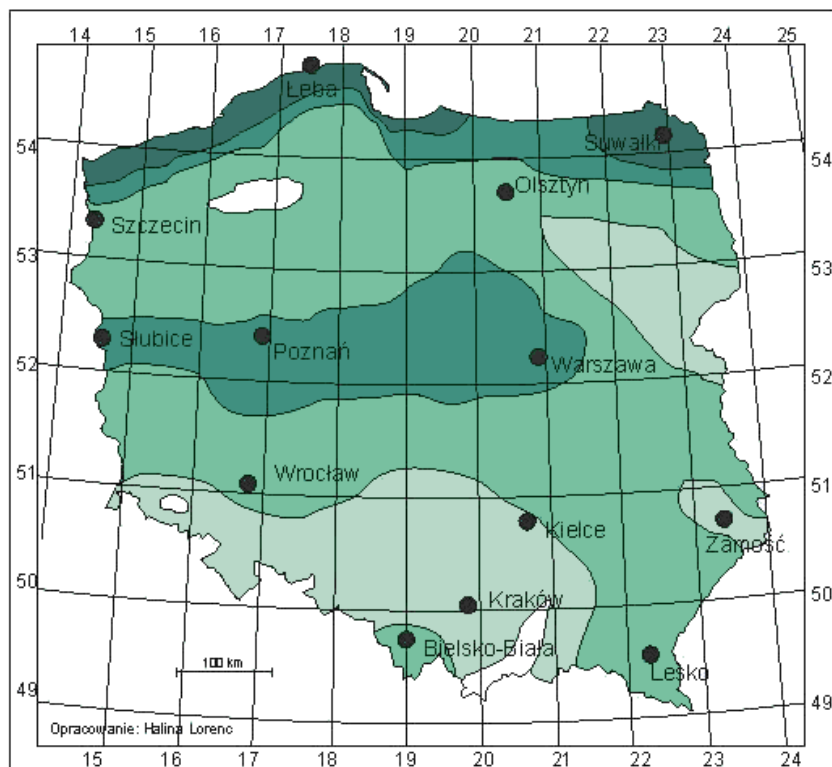 14 15 16 17 18 19 20 21 22 23 24 25
Łeba
54 Suwałki 54
Olsztyn
Szczecin
53 53
Słubice Poznań Warszawa
52 52
51 Wrocław 51
Kielce Zamość
50 Kraków 50
Bielsko-Biała Lesko
100 km
49 49
Opracowanie: Halina Lorenc
15 16 17 18 19 20 21 22 23 24